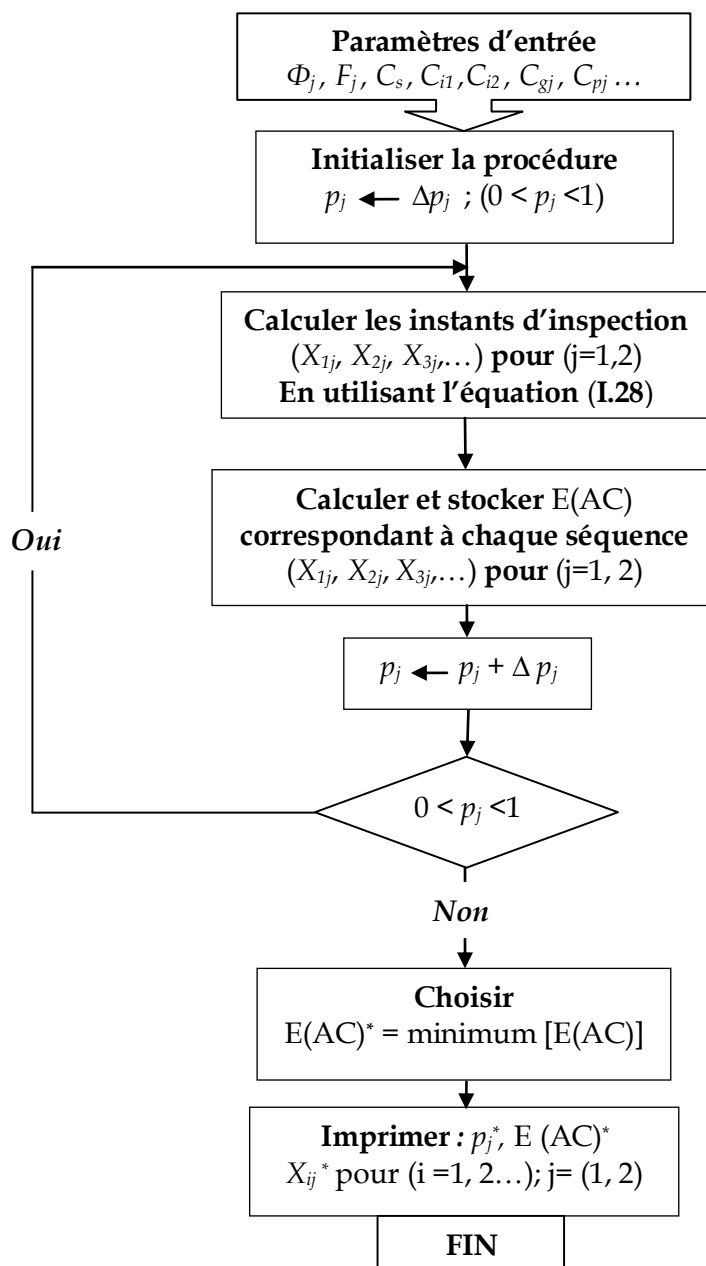 Paramètres d’entrée
Φj, Fj, Cs, Ci1,Ci2, Cgj, Cpj …
Initialiser la procédure
pj ← Δpj ; (0 < pj <1)
Calculer les instants d’inspection
(X1j, X2j, X3j,…) pour (j=1,2)
En utilisant l’équation (I.28)
Calculer et stocker E(AC)
correspondant à chaque séquence
(X1j, X2j, X3j,…) pour (j=1, 2)
Oui
pj ← pj + Δ pj
0 < pj <1
Non
Choisir
E(AC)* = minimum [E(AC)]
Imprimer : pj*, E (AC)*
Xij * pour (i =1, 2…); j= (1, 2)
FIN